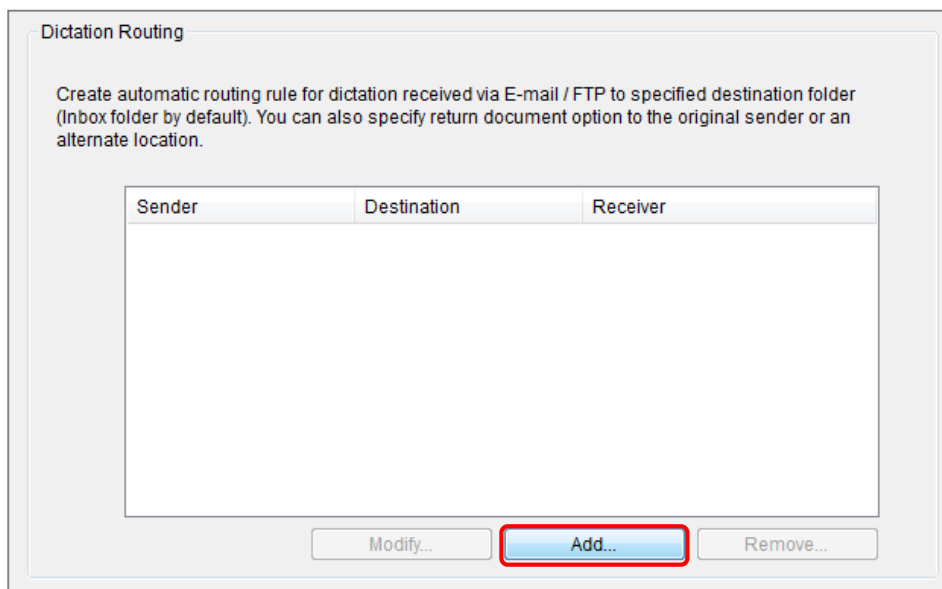 Dictation Routing
Create automatic routing rule for dictation received via E-mail / FTP to specified destination folder
(Inbox folder by default). You can also specify return document option to the original sender or an
alternate location.
Sender Destination Receiver
Modify... Add... Remove...